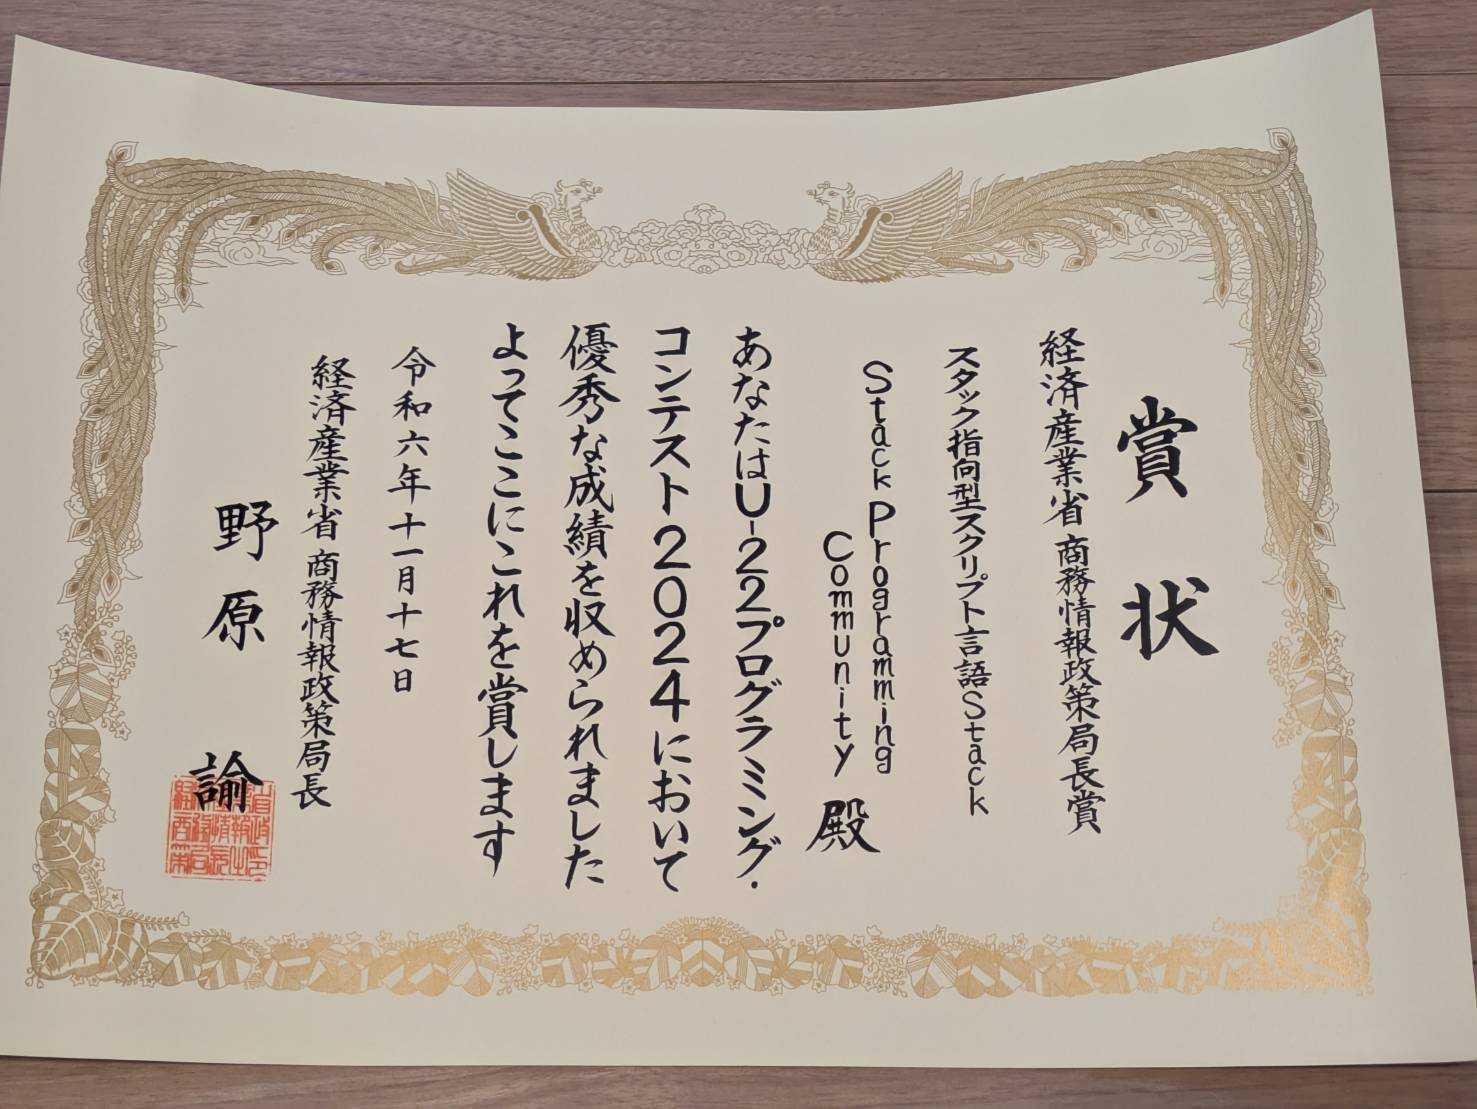 賞状
経済産業省 商務情報政策局長賞
スタック指向型スクリプト言語Stack
Stack Programming
Community 殿
あなたはU-22プログラミング・
コンテスト2024において
優秀な成績を収められました
よってここにこれを賞します
令和六年十一月十七日
経済産業省 商務情報政策局長
野原 諭